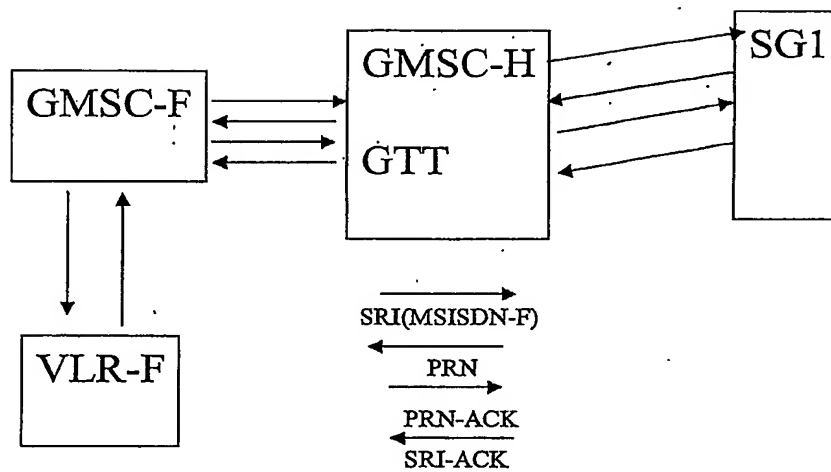 GMSC-F
GMSC-H
GTT
SG1
VLR-F
SRI(MSISDN-F)
PRN
PRN-ACK
SRI-ACK